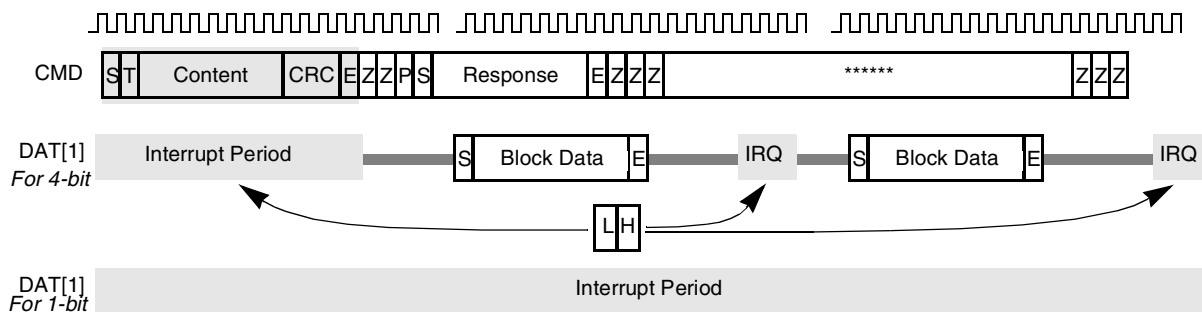 CMD S T Content CRC E Z Z P S Response E Z Z Z ****** Z Z Z
DAT[1] Interrupt Period S Block Data E IRQ S Block Data E IRQ
For 4-bit
L H
DAT[1] Interrupt Period
For 1-bit